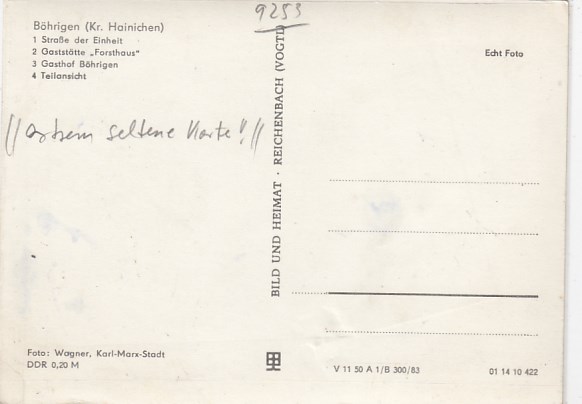 9253
Böhrigen (Kr. Hainichen)
1 Straße der Einheit
2 Gaststätte „Forsthaus"
3 Gasthof Böhrigen
4 Teilansicht
Echt Foto
// extrem seltene Karte! //
BILD UND HEIMAT · REICHENBACH (VOGTL)
Foto: Wagner, Karl-Marx-Stadt
DDR 0,20 M
V 11 50 A 1/B 300/83
01 14 10 422